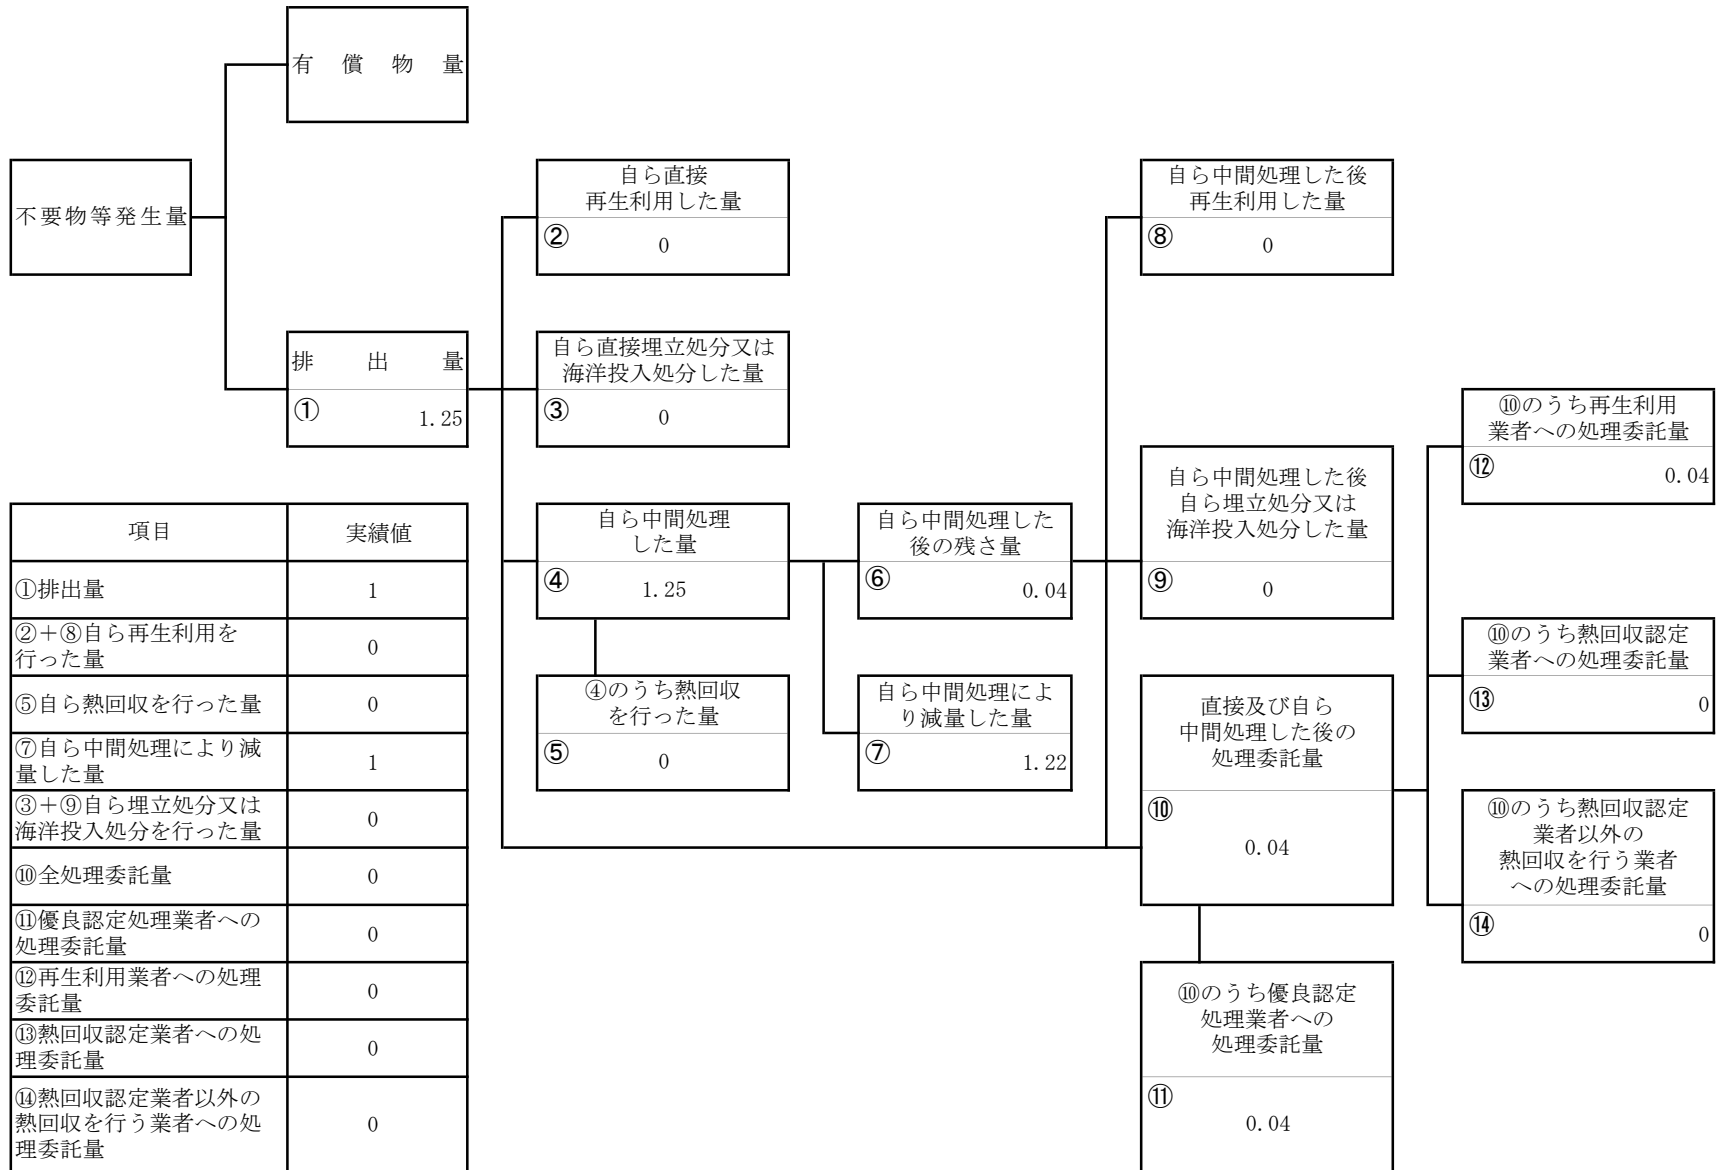 有償物量
不要物等発生量
排出量
①
1.25
自ら直接
再生利用した量
②
0
自ら直接埋立処分又は
海洋投入処分した量
③
0
自ら中間処理
した量
④
1.25
④のうち熱回収
を行った量
⑤
0
自ら中間処理した
後の残さ量
⑥
0.04
自ら中間処理によ
り減量した量
⑦
1.22
自ら中間処理した後
再生利用した量
⑧
0
自ら中間処理した後
自ら埋立処分又は
海洋投入処分した量
⑨
0
直接及び自ら
中間処理した後の
処理委託量
⑩
0.04
⑩のうち優良認定
処理業者への
処理委託量
⑪
0.04
⑩のうち再生利用
業者への処理委託量
⑫
0.04
⑩のうち熱回収認定
業者への処理委託量
⑬
0
⑩のうち熱回収認定
業者以外の
熱回収を行う業者
への処理委託量
⑭
0
項目 実績値
①排出量 1
②+⑧自ら再生利用を
行った量 0
⑤自ら熱回収を行った量 0
⑦自ら中間処理により減
量した量 1
③+⑨自ら埋立処分又は
海洋投入処分を行った量 0
⑩全処理委託量 0
⑪優良認定処理業者への
処理委託量 0
⑫再生利用業者への処理
委託量 0
⑬熱回収認定業者への処
理委託量 0
⑭熱回収認定業者以外の
熱回収を行う業者への処
理委託量 0